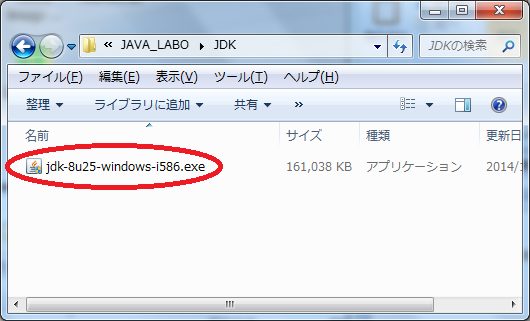 « JAVA_LABO ▸ JDK JDKの検索
ファイル(F) 編集(E) 表示(V) ツール(T) ヘルプ(H)
整理 ライブラリに追加 共有 »
名前 サイズ 種類 更新日
jdk-8u25-windows-i586.exe 161,038 KB アプリケーション 2014/1